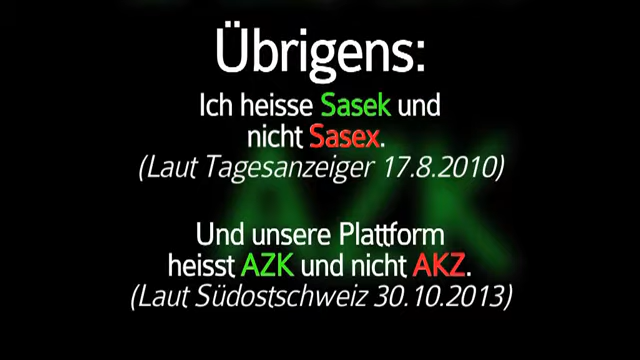 Übrigens:
Ich heisse Sasek und
nicht Sasex.
(Laut Tagesanzeiger 17.8.2010)
Und unsere Plattform
heisst AZK und nicht AKZ.
(Laut Südostschweiz 30.10.2013)
AZK